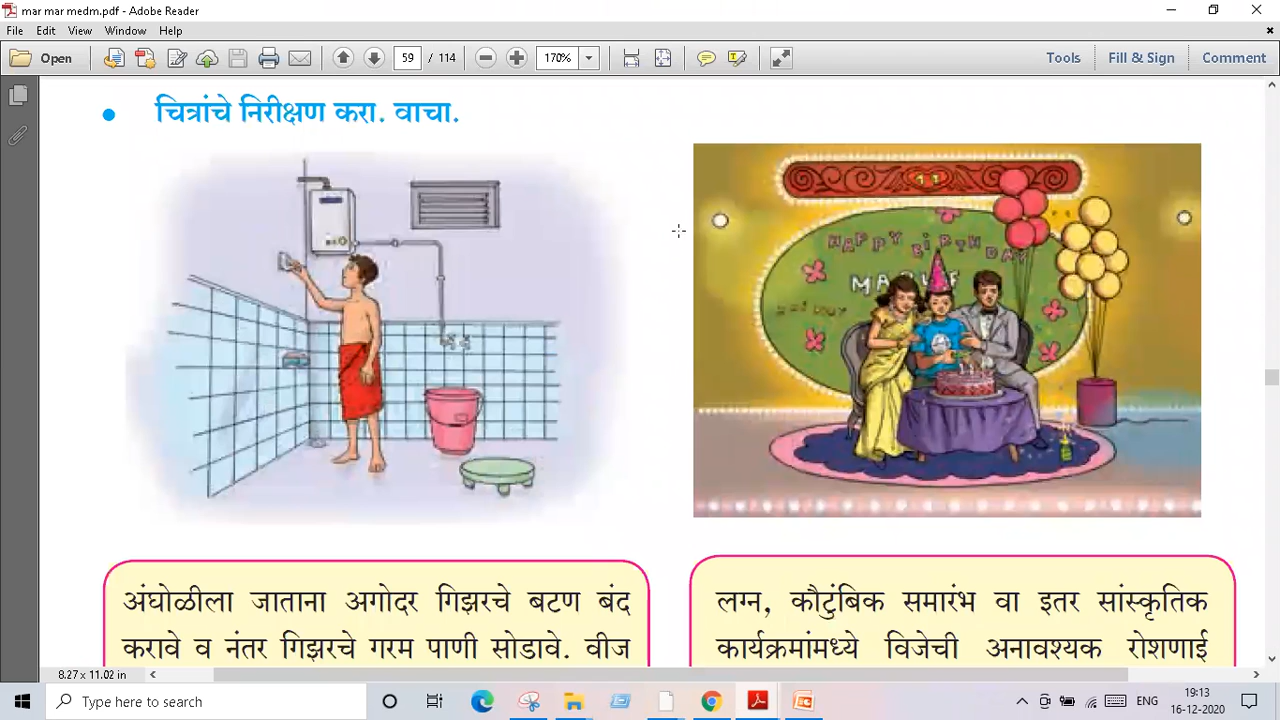 mar mar medm.pdf - Adobe Reader
File Edit View Window Help
Open 59 / 114 170% Tools Fill & Sign Comment
चित्रांचे निरीक्षण करा. वाचा.
HAPPY BIRTHDAY
अंघोळीला जाताना अगोदर गिझरचे बटण बंद
करावे व नंतर गिझरचे गरम पाणी सोडावे. वीज
लग्न, कौटुंबिक समारंभ वा इतर सांस्कृतिक
कार्यक्रमांमध्ये विजेची अनावश्यक रोशणाई
8.27 x 11.02 in
Type here to search
ENG
19:13
16-12-2020